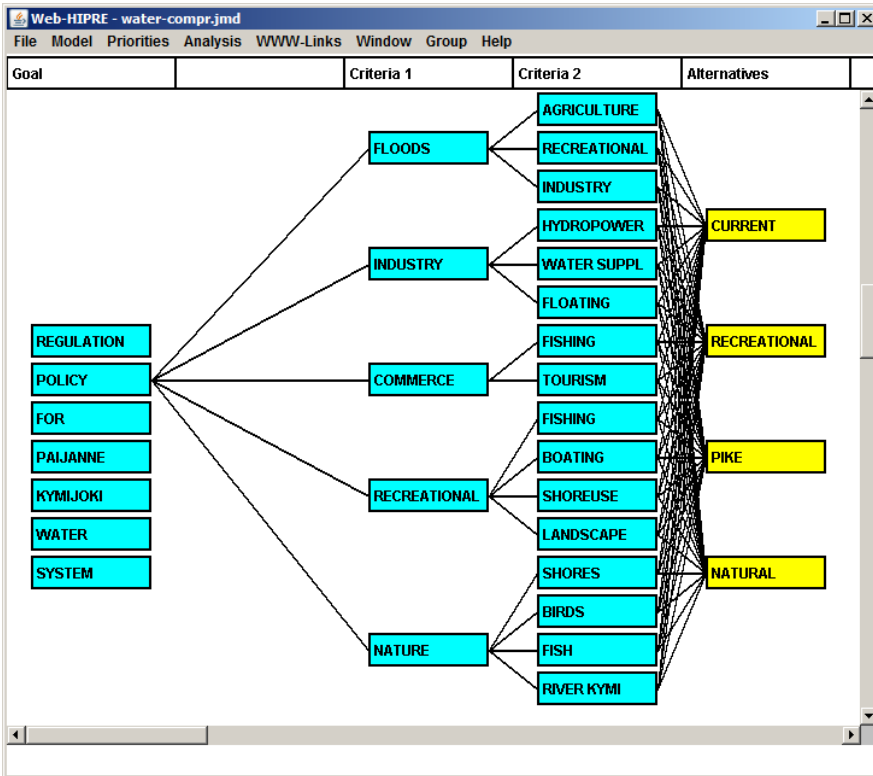 Web-HIPRE - water-compr.jmd
File Model Priorities Analysis WWW-Links Window Group Help
Goal Criteria 1 Criteria 2 Alternatives
REGULATION
POLICY
FOR
PAIJANNE
KYMIJOKI
WATER
SYSTEM
FLOODS
INDUSTRY
COMMERCE
RECREATIONAL
NATURE
AGRICULTURE
RECREATIONAL
INDUSTRY
HYDROPOWER
WATER SUPPL
FLOATING
FISHING
TOURISM
FISHING
BOATING
SHOREUSE
LANDSCAPE
SHORES
BIRDS
FISH
RIVER KYMI
CURRENT
RECREATIONAL
PIKE
NATURAL